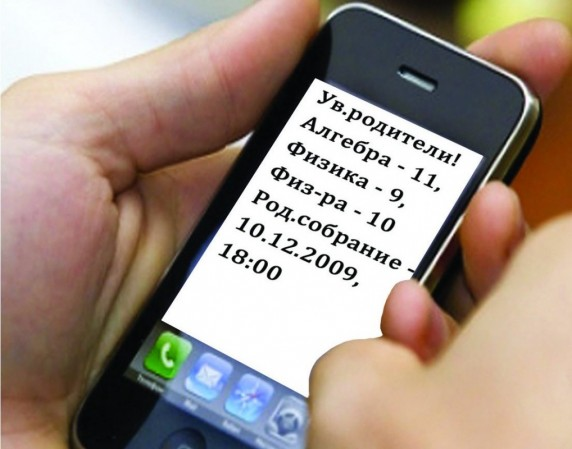 Ув.родители!
Алгебра - 11,
Физика - 9,
Физ-ра - 10
Род.собрание -
10.12.2009,
18:00